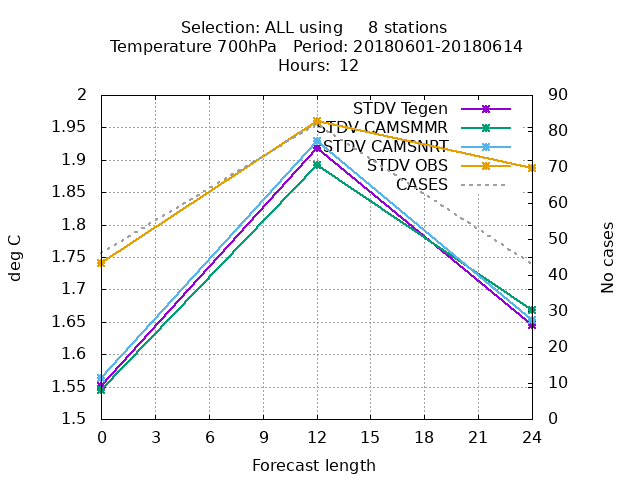 Selection: ALL using     8 stations
Temperature 700hPa   Period: 20180601-20180614
Hours:  12
2
1.95
1.9
1.85
1.8
1.75
1.7
1.65
1.6
1.55
1.5
deg C
90
80
70
60
50
40
30
20
10
0
No cases
STDV Tegen
STDV CAMSMMR
STDV CAMSNRT
STDV OBS
CASES
0 3 6 9 12 15 18 21 24
Forecast length